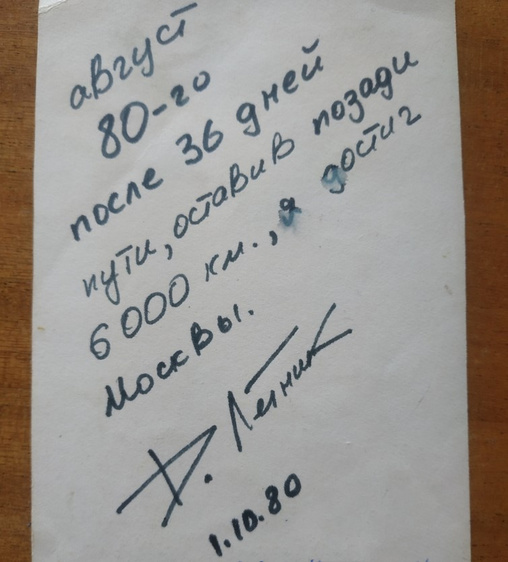 август
80-го
после 36 дней
пути, оставив позади
6000 км., я достиг
Москвы.
1.10.80